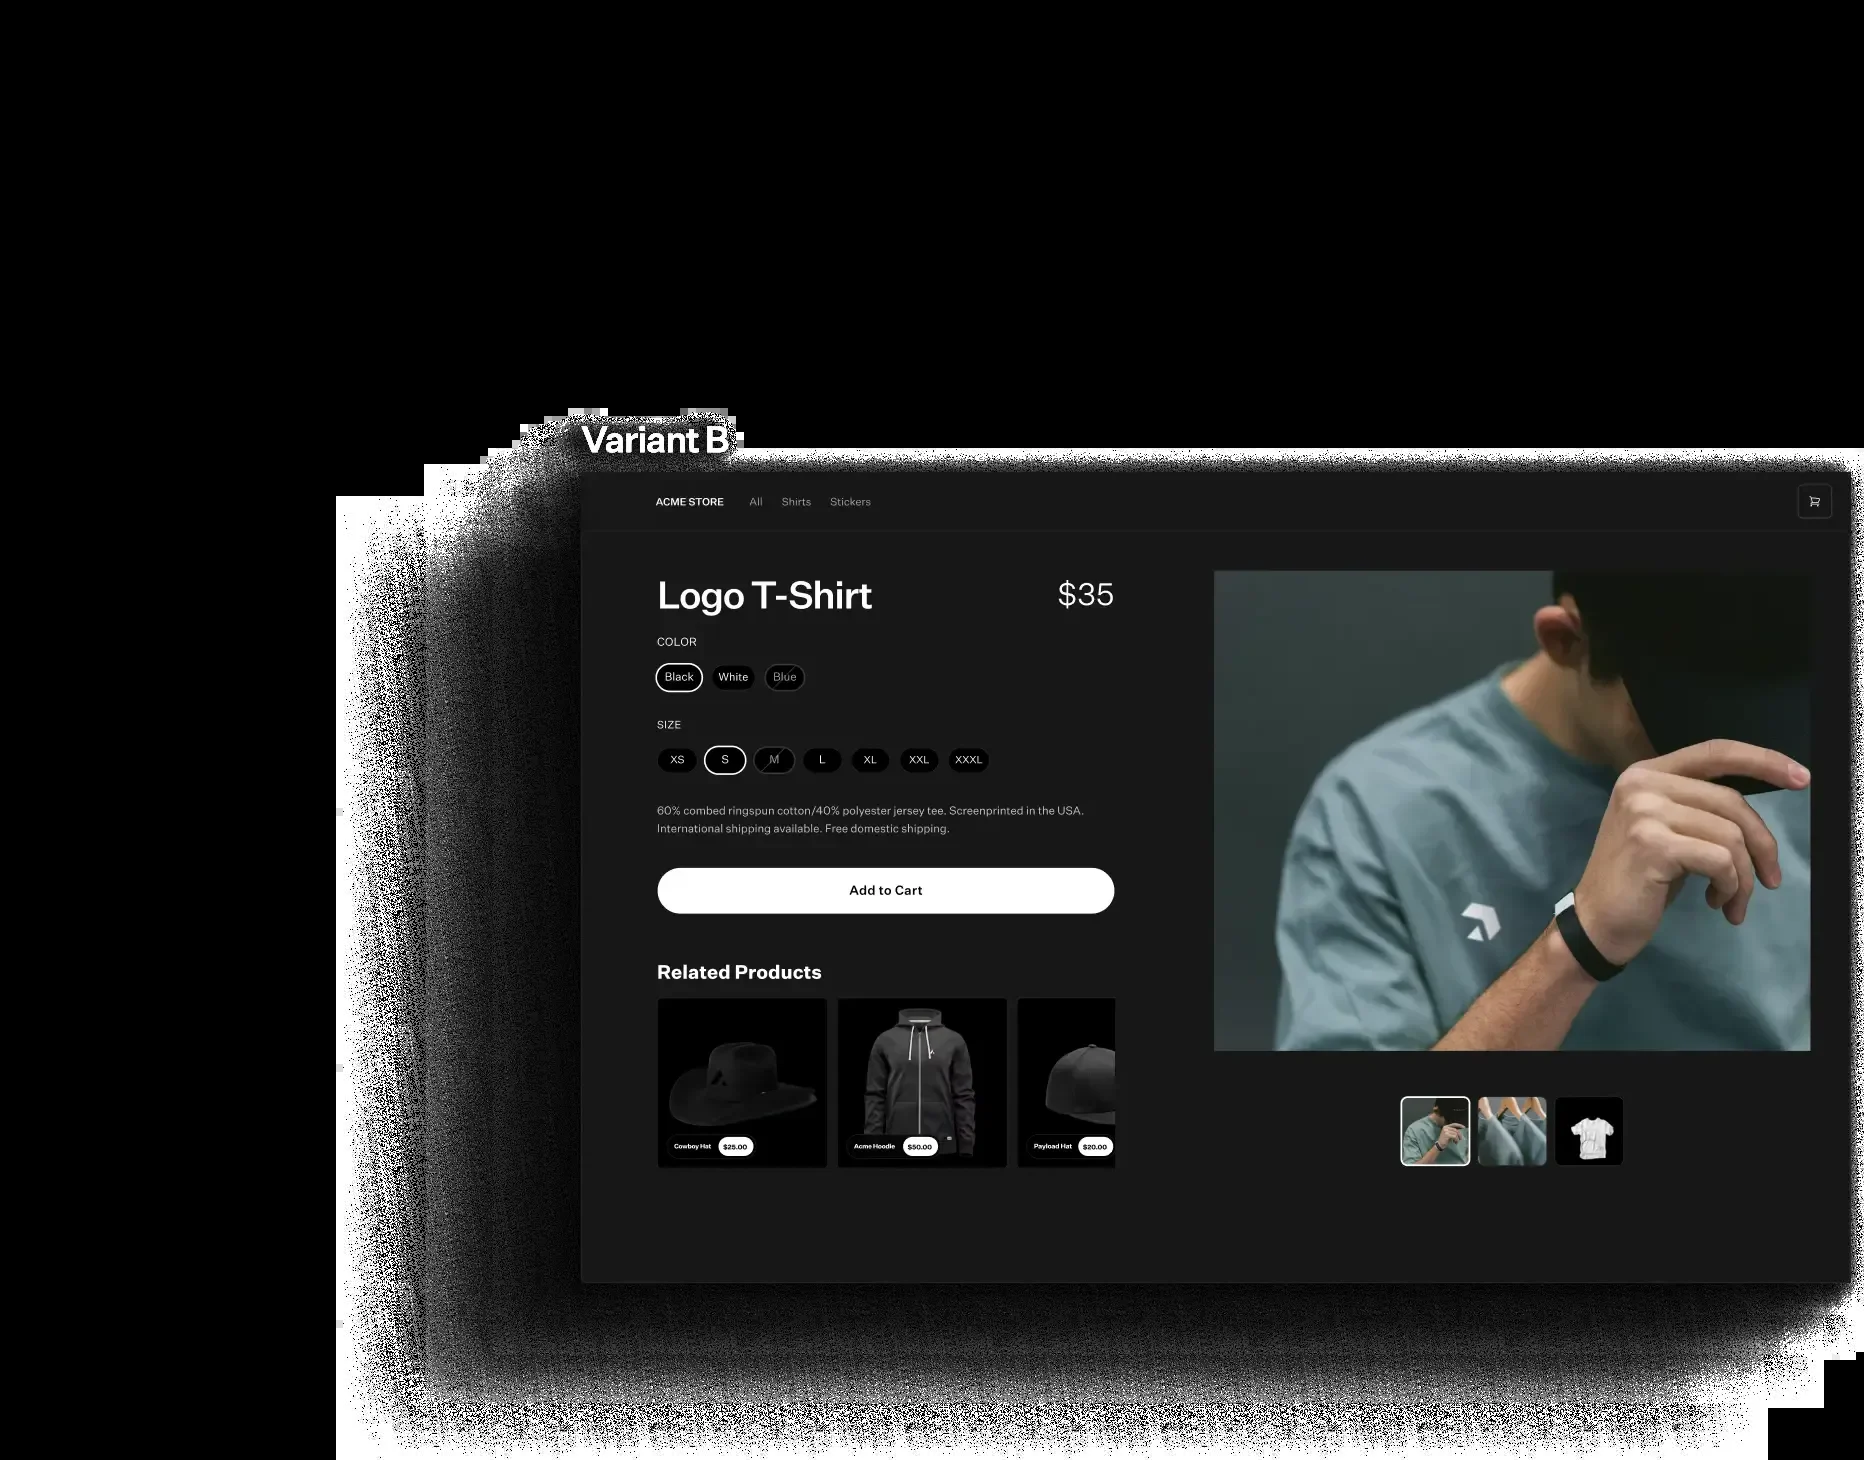 Variant B
ACME STORE All Shirts Stickers
Logo T-Shirt $35
COLOR
Black White Blue
SIZE
XS S M L XL XXL XXXL
60% combed ringspun cotton/40% polyester jersey tee. Screenprinted in the USA.
International shipping available. Free domestic shipping.
Add to Cart
Related Products
Cowboy Hat $25.00
Acme Hoodie $50.00
Payload Hat $20.00